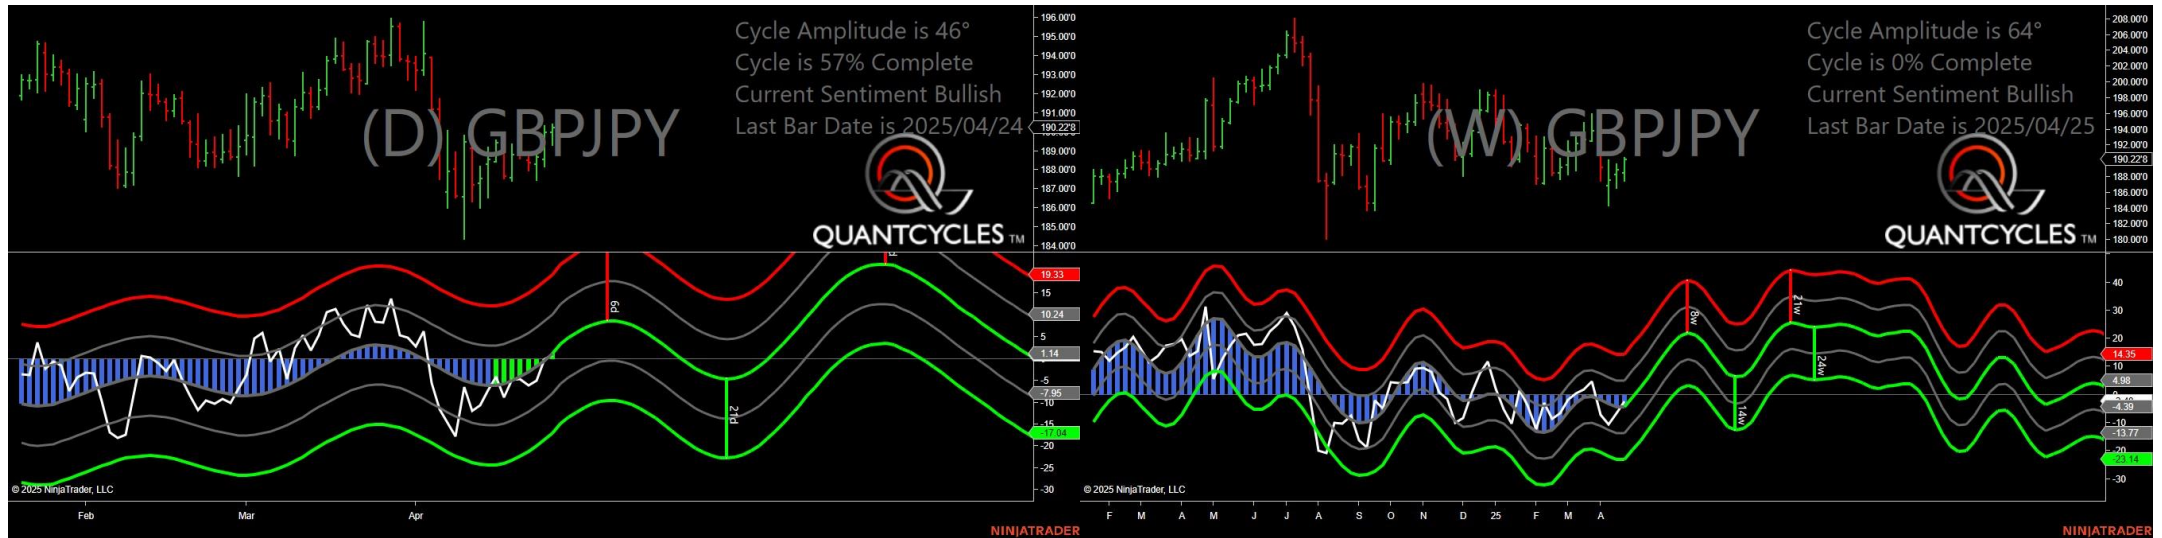 Cycle Amplitude is 46°
Cycle is 57% Complete
Current Sentiment Bullish
Last Bar Date is 2025/04/24
(D) GBPJPY
QUANTCYCLES TM
196.00'0
195.00'0
194.00'0
193.00'0
192.00'0
191.00'0
190.22'8
189.00'0
188.00'0
187.00'0
186.00'0
185.00'0
184.00'0
6d
21d
19.33
15
10.24
5
1.14
-5
-7.95
-10
-15
-17.04
-20
-25
-30
© 2025 NinjaTrader, LLC
Feb Mar Apr
NINJATRADER
Cycle Amplitude is 64°
Cycle is 0% Complete
Current Sentiment Bullish
Last Bar Date is 2025/04/25
(W) GBPJPY
QUANTCYCLES TM
208.00'0
206.00'0
204.00'0
202.00'0
200.00'0
198.00'0
196.00'0
194.00'0
192.00'0
190.22'8
188.00'0
186.00'0
184.00'0
182.00'0
180.00'0
8w
21w
24w
14w
40
30
20
14.35
4.98
-4.39
-10
-13.77
-20
-23.14
-30
© 2025 NinjaTrader, LLC
F M A M J J A S O N D 25 F M A
NINJATRADER